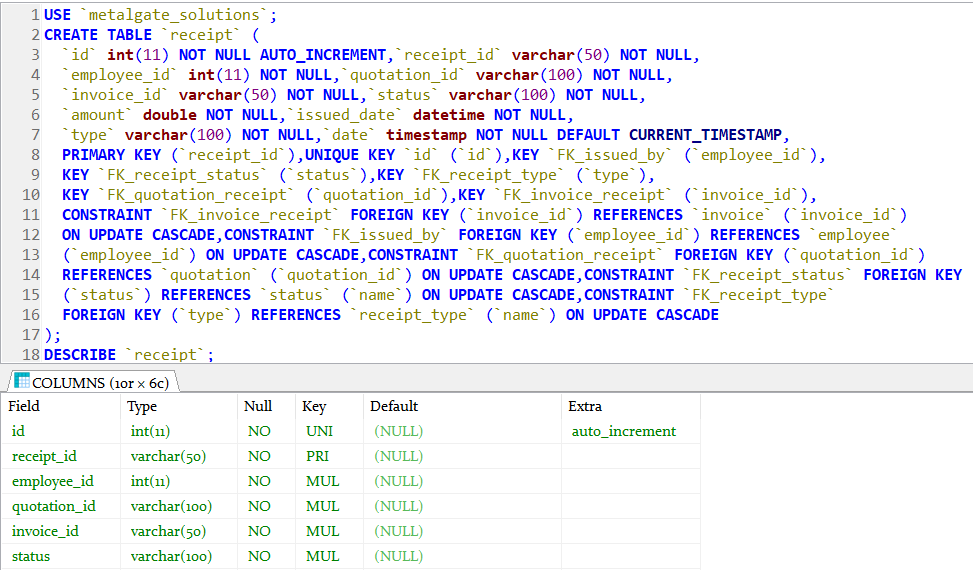 1 USE `metalgate_solutions`;
2 CREATE TABLE `receipt` (
3 `id` int(11) NOT NULL AUTO_INCREMENT,`receipt_id` varchar(50) NOT NULL,
4 `employee_id` int(11) NOT NULL,`quotation_id` varchar(100) NOT NULL,
5 `invoice_id` varchar(50) NOT NULL,`status` varchar(100) NOT NULL,
6 `amount` double NOT NULL,`issued_date` datetime NOT NULL,
7 `type` varchar(100) NOT NULL,`date` timestamp NOT NULL DEFAULT CURRENT_TIMESTAMP,
8 PRIMARY KEY (`receipt_id`),UNIQUE KEY `id` (`id`),KEY `FK_issued_by` (`employee_id`),
9 KEY `FK_receipt_status` (`status`),KEY `FK_receipt_type` (`type`),
10 KEY `FK_quotation_receipt` (`quotation_id`),KEY `FK_invoice_receipt` (`invoice_id`),
11 CONSTRAINT `FK_invoice_receipt` FOREIGN KEY (`invoice_id`) REFERENCES `invoice` (`invoice_id`)
12 ON UPDATE CASCADE,CONSTRAINT `FK_issued_by` FOREIGN KEY (`employee_id`) REFERENCES `employee`
13 (`employee_id`) ON UPDATE CASCADE,CONSTRAINT `FK_quotation_receipt` FOREIGN KEY (`quotation_id`)
14 REFERENCES `quotation` (`quotation_id`) ON UPDATE CASCADE,CONSTRAINT `FK_receipt_status` FOREIGN KEY
15 (`status`) REFERENCES `status` (`name`) ON UPDATE CASCADE,CONSTRAINT `FK_receipt_type`
16 FOREIGN KEY (`type`) REFERENCES `receipt_type` (`name`) ON UPDATE CASCADE
17 );
18 DESCRIBE `receipt`;
COLUMNS (10r × 6c)
Field Type Null Key Default Extra
id int(11) NO UNI (NULL) auto_increment
receipt_id varchar(50) NO PRI (NULL)
employee_id int(11) NO MUL (NULL)
quotation_id varchar(100) NO MUL (NULL)
invoice_id varchar(50) NO MUL (NULL)
status varchar(100) NO MUL (NULL)